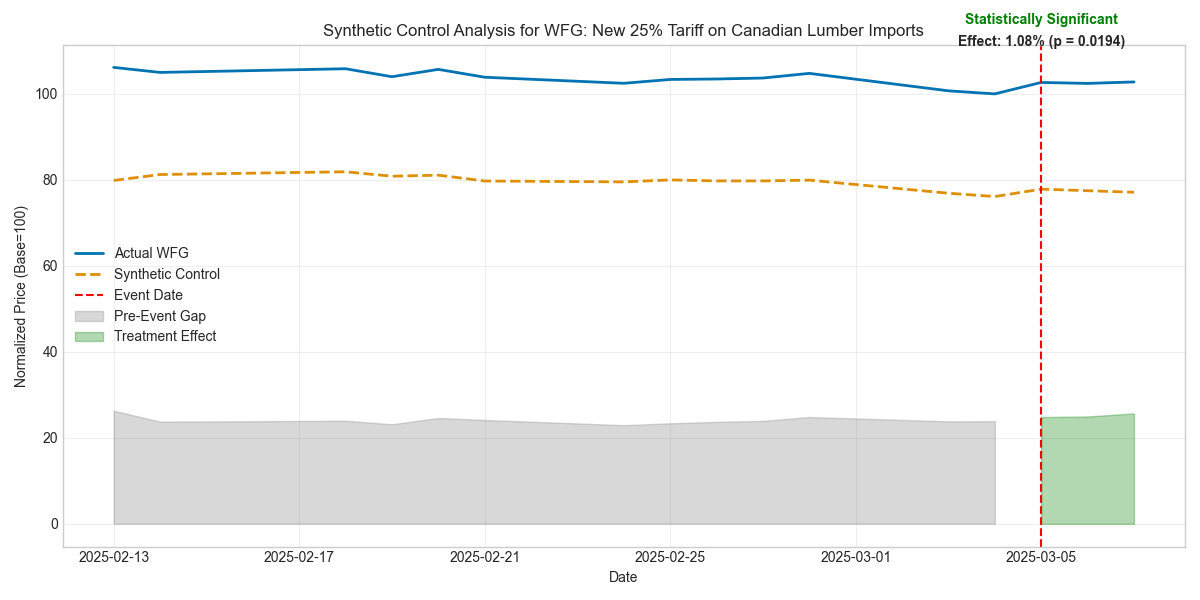 Statistically Significant
Synthetic Control Analysis for WFG: New 25% Tariff on Canadian Lumber Imports
Effect: 1.08% (p = 0.0194)
Normalized Price (Base=100)
100
80
60
40
20
0
Actual WFG
Synthetic Control
Event Date
Pre-Event Gap
Treatment Effect
2025-02-13
2025-02-17
2025-02-21
2025-02-25
2025-03-01
2025-03-05
Date